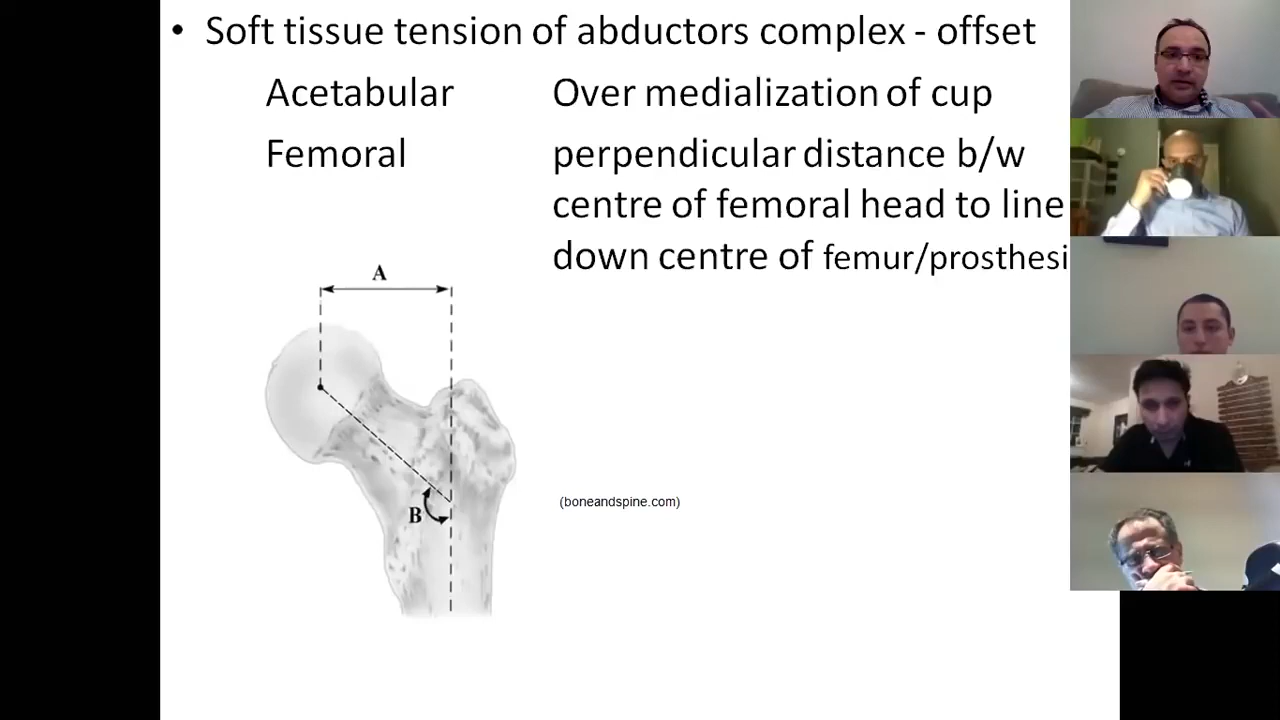 • Soft tissue tension of abductors complex - offset
Acetabular Over medialization of cup
Femoral perpendicular distance b/w
centre of femoral head to line
down centre of femur/prosthesi
A
B
(boneandspine.com)